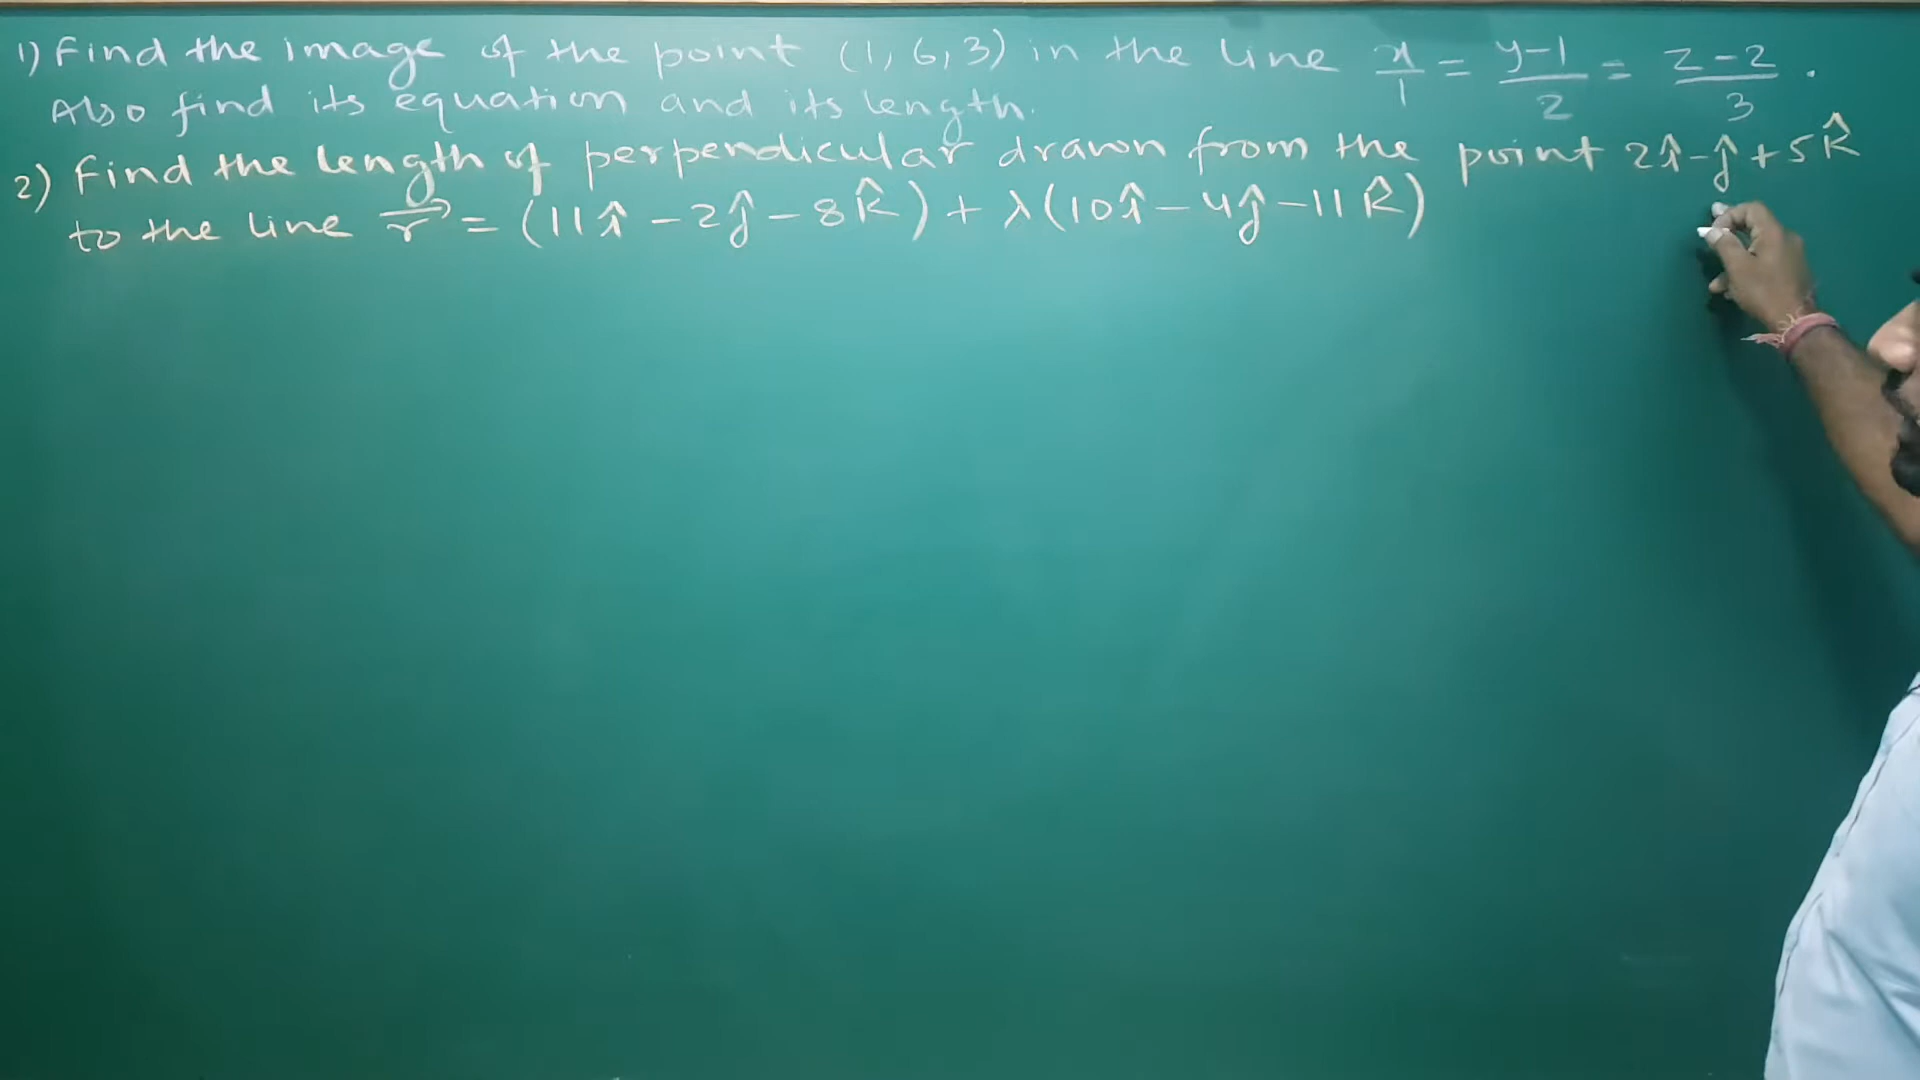 1) Find the image of the point (1, 6, 3) in the line x/1 = y-1/2 = z-2/3 .
Also find its equation and its length.
2) Find the length of perpendicular drawn from the point 2î-ĵ+5k̂
to the line r⃗ = (11î-2ĵ-8k̂)+λ(10î-4ĵ-11k̂)